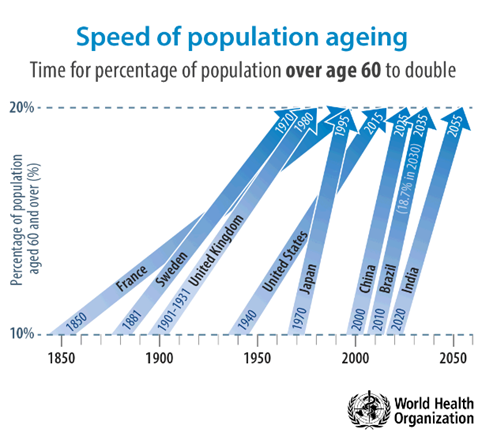 Speed of population ageing
Time for percentage of population over age 60 to double
20%
1970
1980
1995
2015
2025
2035
2055
Percentage of population
aged 60 and over (%)
(18.7% in 2030)
France
Sweden
United Kingdom
United States
Japan
China
Brazil
India
1850
1881
1901-1931
1940
1970
2000
2010
2020
10%
1850
1900
1950
2000
2050
World Health
Organization